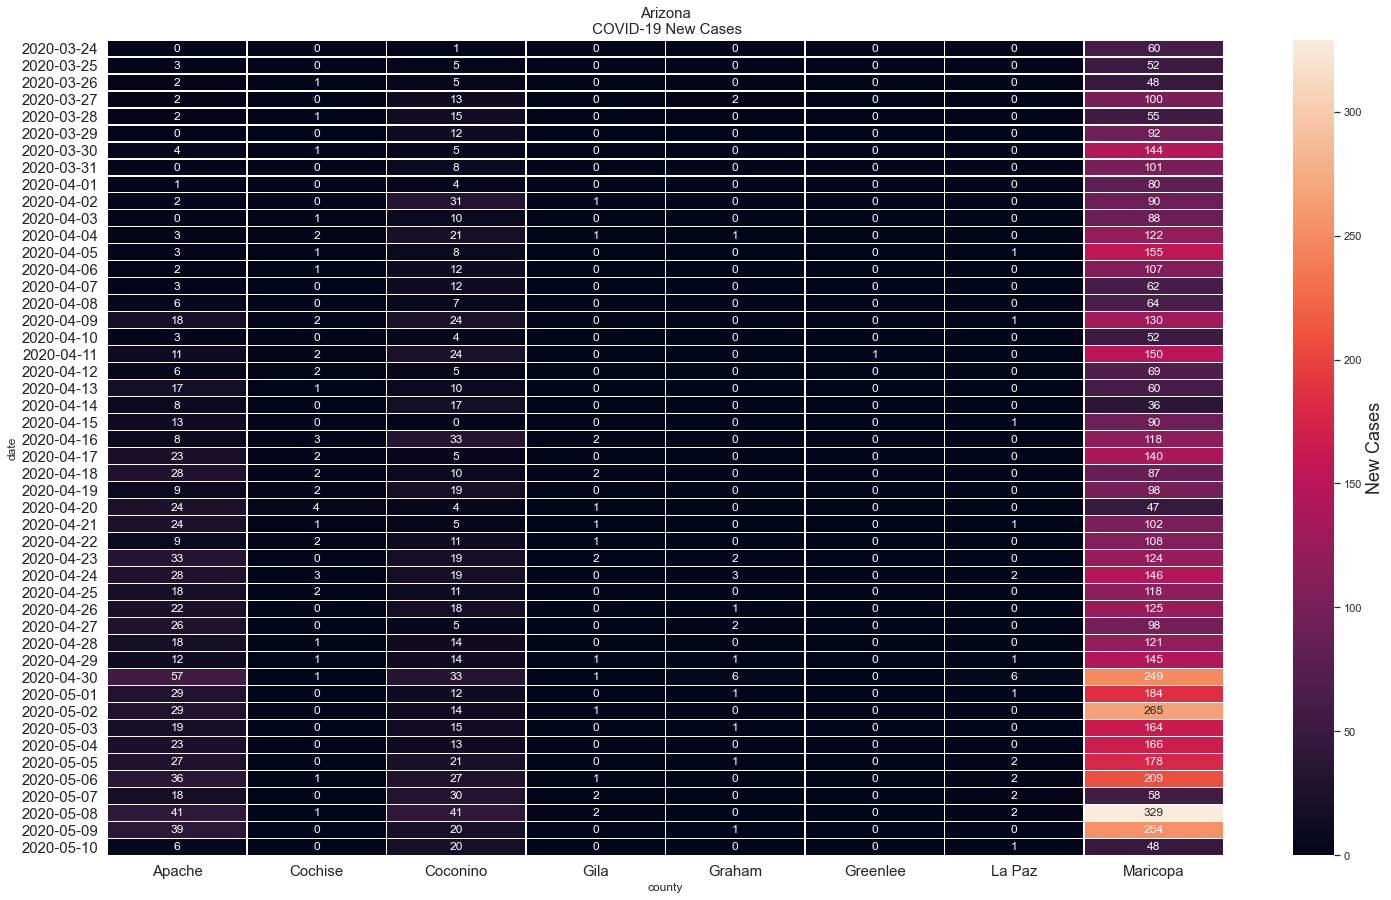 Arizona
COVID-19 New Cases
2020-03-24 0 0 1 0 0 0 0 60
2020-03-25 3 0 5 0 0 0 0 52
2020-03-26 2 1 5 0 0 0 0 48
2020-03-27 2 0 13 0 2 0 0 100
2020-03-28 2 1 15 0 0 0 0 55
2020-03-29 0 0 12 0 0 0 0 92
2020-03-30 4 1 5 0 0 0 0 144
2020-03-31 0 0 8 0 0 0 0 101
2020-04-01 1 0 4 0 0 0 0 80
2020-04-02 2 0 31 1 0 0 0 90
2020-04-03 0 1 10 0 0 0 0 88
2020-04-04 3 2 21 1 1 0 0 122
2020-04-05 3 1 8 0 0 0 1 155
2020-04-06 2 1 12 0 0 0 0 107
2020-04-07 3 0 12 0 0 0 0 62
2020-04-08 6 0 7 0 0 0 0 64
2020-04-09 18 2 24 0 0 0 1 130
2020-04-10 3 0 4 0 0 0 0 52
2020-04-11 11 2 24 0 0 1 0 150
2020-04-12 6 2 5 0 0 0 0 69
2020-04-13 17 1 10 0 0 0 0 60
2020-04-14 8 0 17 0 0 0 0 36
2020-04-15 13 0 0 0 0 0 1 90
2020-04-16 8 3 33 2 0 0 0 118
2020-04-17 23 2 5 0 0 0 0 140
2020-04-18 28 2 10 2 0 0 0 87
2020-04-19 9 2 19 0 0 0 0 98
2020-04-20 24 4 4 1 0 0 0 47
2020-04-21 24 1 5 1 0 0 1 102
2020-04-22 9 2 11 1 0 0 0 108
2020-04-23 33 0 19 2 2 0 0 124
2020-04-24 28 3 19 0 3 0 2 146
2020-04-25 18 2 11 0 0 0 0 118
2020-04-26 22 0 18 0 1 0 0 125
2020-04-27 26 0 5 0 2 0 0 98
2020-04-28 18 1 14 0 0 0 0 121
2020-04-29 12 1 14 1 1 0 1 145
2020-04-30 57 1 33 1 6 0 6 249
2020-05-01 29 0 12 0 1 0 1 184
2020-05-02 29 0 14 1 0 0 0 265
2020-05-03 19 0 15 0 1 0 0 164
2020-05-04 23 0 13 0 0 0 0 166
2020-05-05 27 0 21 0 1 0 2 178
2020-05-06 36 1 27 1 0 0 2 209
2020-05-07 18 0 30 2 0 0 2 58
2020-05-08 41 1 41 2 0 0 2 329
2020-05-09 39 0 20 0 1 0 0 254
2020-05-10 6 0 20 0 0 0 1 48
Apache Cochise Coconino Gila Graham Greenlee La Paz Maricopa
county
date
300
250
200
150
100
50
0
New Cases